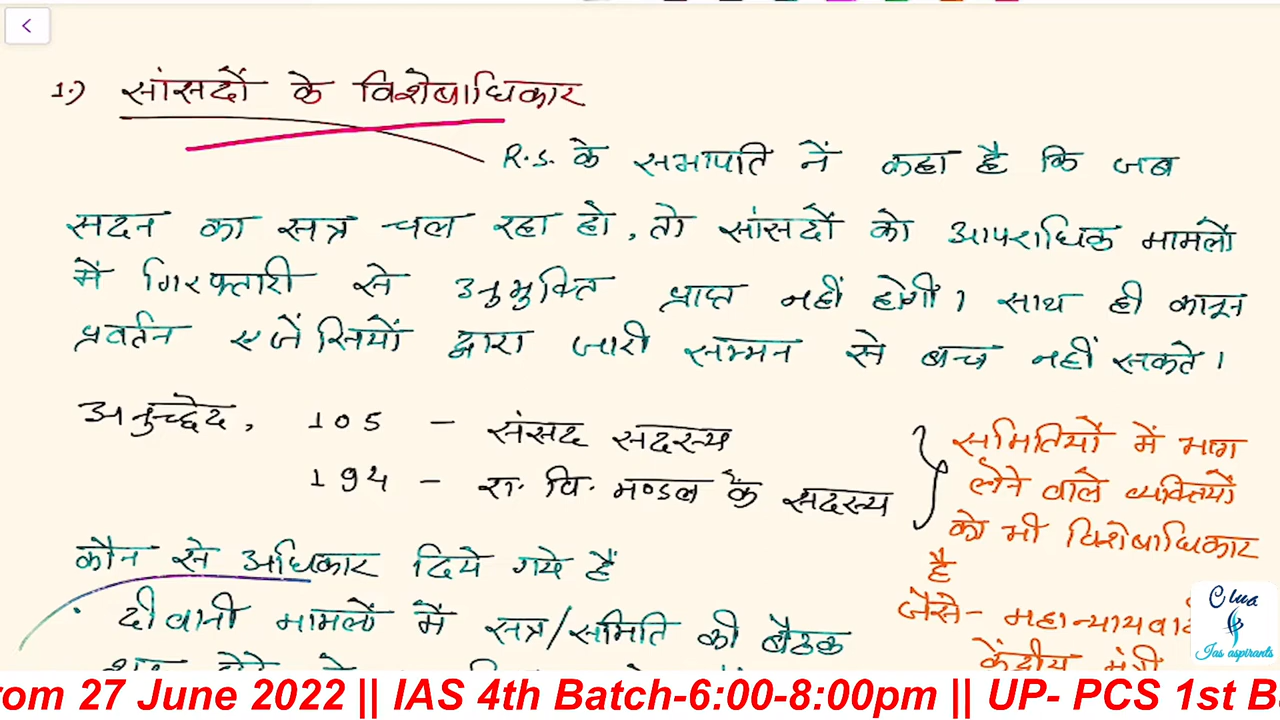 1.) सांसदों के विशेषाधिकार
R.S. के सभापति नें कहा है कि जब
सदन का सत्र चल रहा हो, तो सांसदों को आपराधिक मामलों
में गिरफ्तारी से उनुमुक्ति प्राप्त नहीं होगी। साथ ही कानून
प्रवर्तन एजेंसियों द्वारा जारी सम्मन से बच नहीं सकते।
अनुच्छेद, 105 - संसद सदस्य
194 - रा. वि. मण्डल के सदस्य
समितियों में भाग
लेने वाले व्यक्तियों
को भी विशेषाधिकार
है
जैसे - महान्यायवादि
केंद्रीय मंत्री
कौन से अधिकार दिये गये हैं
· दीवानी मामलों में सत्र/समिति की बैठक
Clua
Ias aspirants
rom 27 June 2022 || IAS 4th Batch-6:00-8:00pm || UP- PCS 1st B